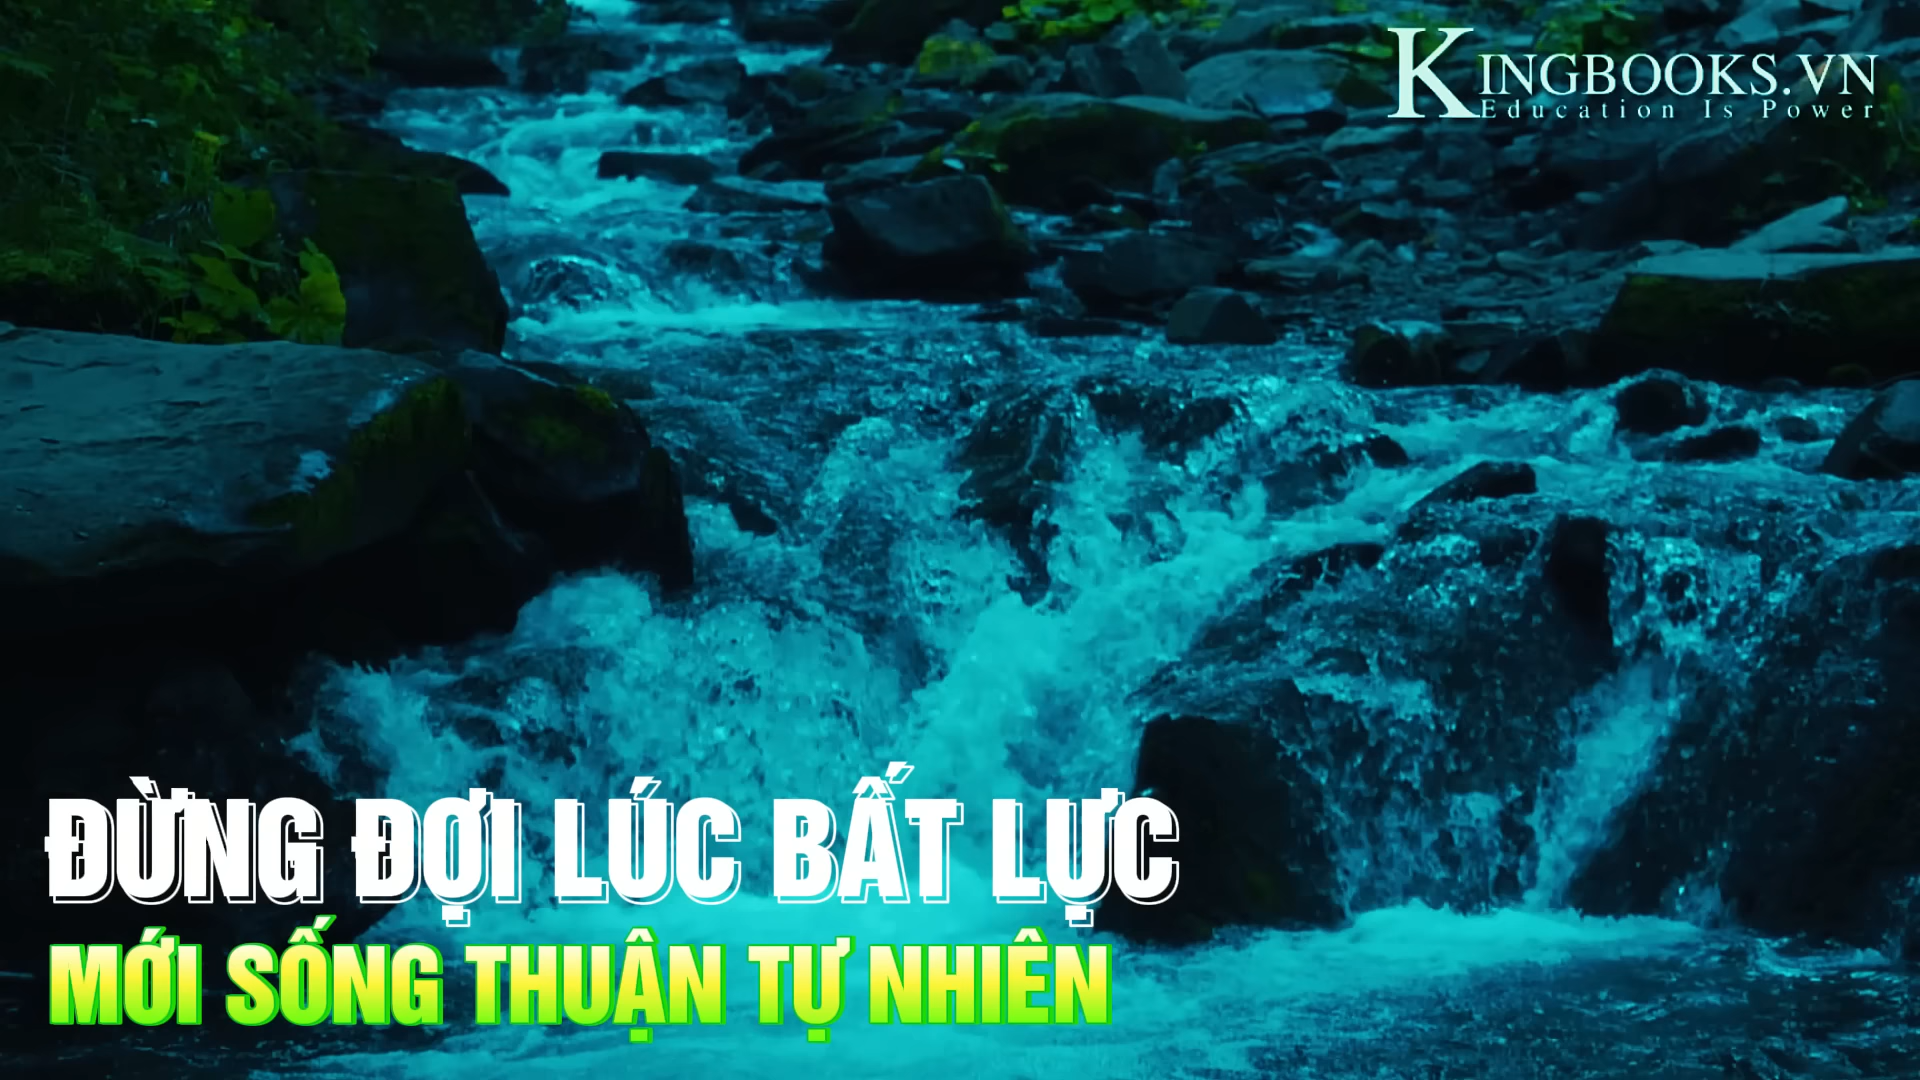 KINGBOOKS.VN
Education Is Power
ĐỪNG ĐỢI LÚC BẤT LỰC
MỚI SỐNG THUẬN TỰ NHIÊN